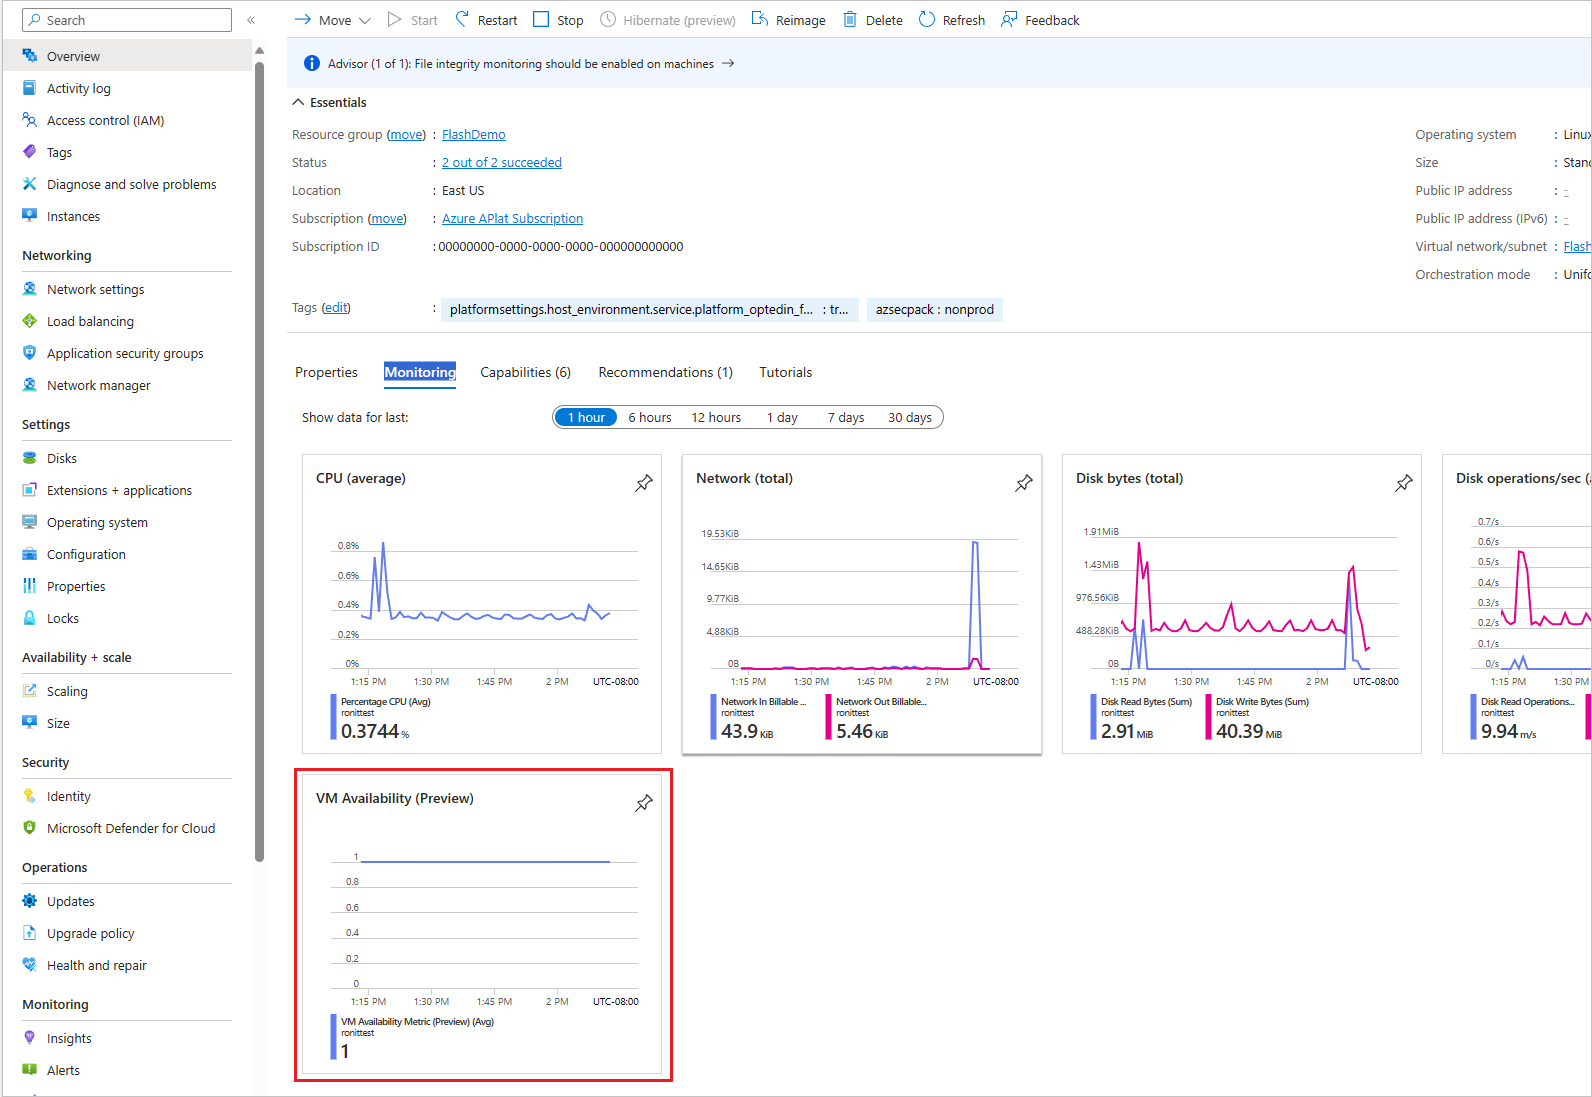 Search
«
Move
Start
Restart
Stop
Hibernate (preview)
Reimage
Delete
Refresh
Feedback
Overview
Activity log
Access control (IAM)
Tags
Diagnose and solve problems
Instances
Networking
Network settings
Load balancing
Application security groups
Network manager
Settings
Disks
Extensions + applications
Operating system
Configuration
Properties
Locks
Availability + scale
Scaling
Size
Security
Identity
Microsoft Defender for Cloud
Operations
Updates
Upgrade policy
Health and repair
Monitoring
Insights
Alerts
Advisor (1 of 1): File integrity monitoring should be enabled on machines →
Essentials
Resource group (move) : FlashDemo
Status : 2 out of 2 succeeded
Location : East US
Subscription (move) : Azure APlat Subscription
Subscription ID : 00000000-0000-0000-0000-000000000000
Operating system : Linux
Size : Stan
Public IP address : -
Public IP address (IPv6) : -
Virtual network/subnet : Flash
Orchestration mode : Unifo
Tags (edit) : platformsettings.host_environment.service.platform_optedin_f... : tr... azsecpack : nonprod
Properties Monitoring Capabilities (6) Recommendations (1) Tutorials
Show data for last: 1 hour 6 hours 12 hours 1 day 7 days 30 days
CPU (average)
0.8%
0.6%
0.4%
0.2%
0%
1:15 PM 1:30 PM 1:45 PM 2 PM UTC-08:00
Percentage CPU (Avg)
ronittest
0.3744 %
Network (total)
19.53KiB
14.65KiB
9.77KiB
4.88KiB
0B
1:15 PM 1:30 PM 1:45 PM 2 PM UTC-08:00
Network In Billable ...
ronittest
43.9 KiB
Network Out Billable...
ronittest
5.46 KiB
Disk bytes (total)
1.91MiB
1.43MiB
976.56KiB
488.28KiB
0B
1:15 PM 1:30 PM 1:45 PM 2 PM UTC-08:00
Disk Read Bytes (Sum)
ronittest
2.91 MiB
Disk Write Bytes (Sum)
ronittest
40.39 MiB
Disk operations/sec (
0.7/s
0.6/s
0.5/s
0.4/s
0.3/s
0.2/s
0.1/s
0/s
1:15 PM 1:30 PM
Disk Read Operations...
ronittest
9.94 m/s
VM Availability (Preview)
1
0.8
0.6
0.4
0.2
0
1:15 PM 1:30 PM 1:45 PM 2 PM UTC-08:00
VM Availability Metric (Preview) (Avg)
ronittest
1